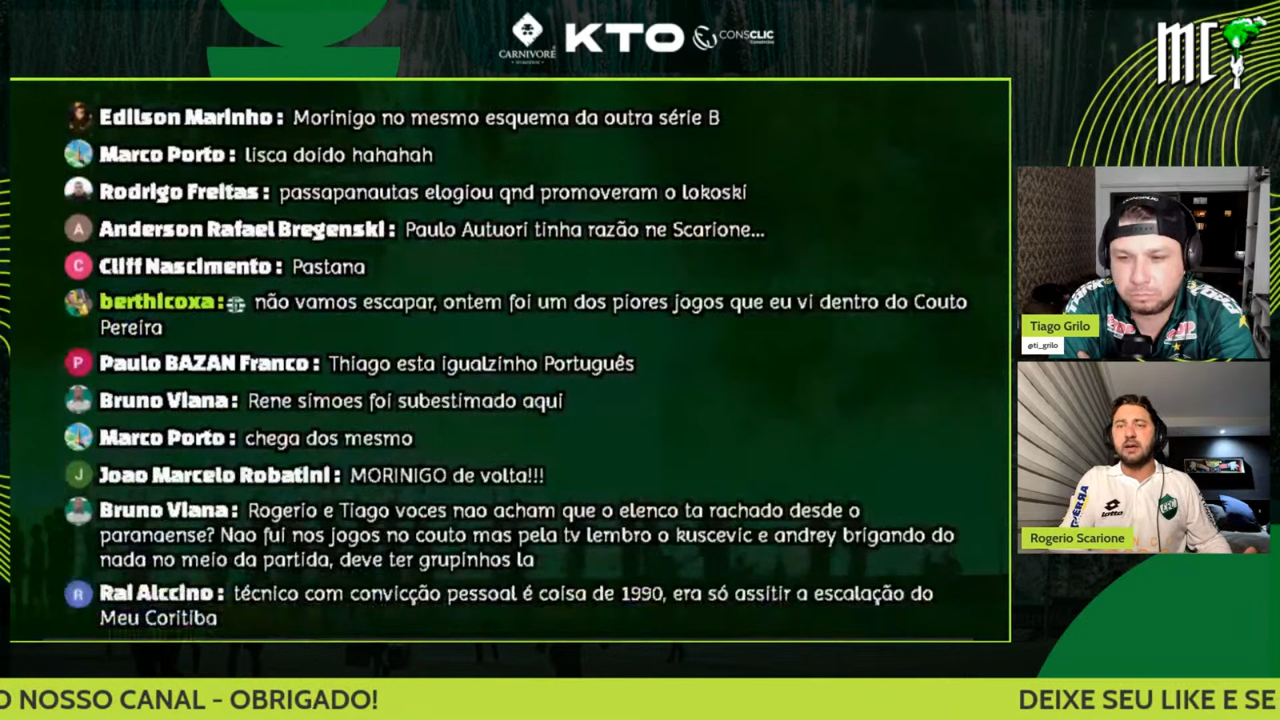 CARNIVORÊ
KTO
CONSCLIC
MC
Edilson Marinho: Morinigo no mesmo esquema da outra série B
Marco Porto: lisca doido hahahah
Rodrigo Freitas: passapanautas elogiou qnd promoveram o lokoski
A Anderson Rafael Bregenski: Paulo Autuori tinha razão ne Scarione...
C Cliff Nascimento: Pastana
berthicoxa: não vamos escapar, ontem foi um dos piores jogos que eu vi dentro do Couto
Pereira
P Paulo BAZAN Franco: Thiago esta igualzinho Português
Bruno Viana: Rene simoes foi subestimado aqui
Marco Porto: chega dos mesmo
J Joao Marcelo Robatini: MORINIGO de volta!!!
Bruno Viana: Rogerio e Tiago voces nao acham que o elenco ta rachado desde o
paranaense? Nao fui nos jogos no couto mas pela tv lembro o kuscevic e andrey brigando do
nada no meio da partida, deve ter grupinhos la
R Rai Alccino: técnico com convicção pessoal é coisa de 1990, era só assitir a escalação do
Meu Coritiba
Tiago Grilo
@ti_grilo
lotto
Rogerio Scarione
O NOSSO CANAL - OBRIGADO!
DEIXE SEU LIKE E SE